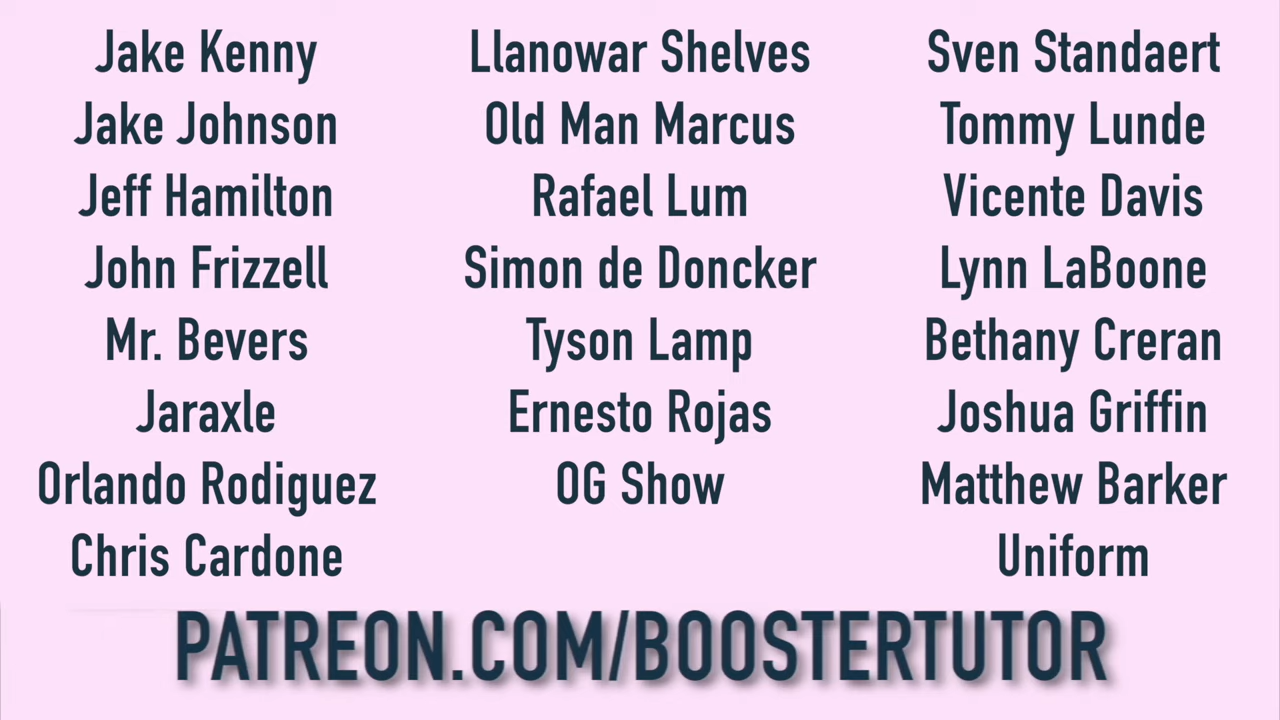 Jake Kenny
Jake Johnson
Jeff Hamilton
John Frizzell
Mr. Bevers
Jaraxle
Orlando Rodiguez
Chris Cardone
Llanowar Shelves
Old Man Marcus
Rafael Lum
Simon de Doncker
Tyson Lamp
Ernesto Rojas
OG Show
Sven Standaert
Tommy Lunde
Vicente Davis
Lynn LaBoone
Bethany Creran
Joshua Griffin
Matthew Barker
Uniform
PATREON.COM/BOOSTERTUTOR